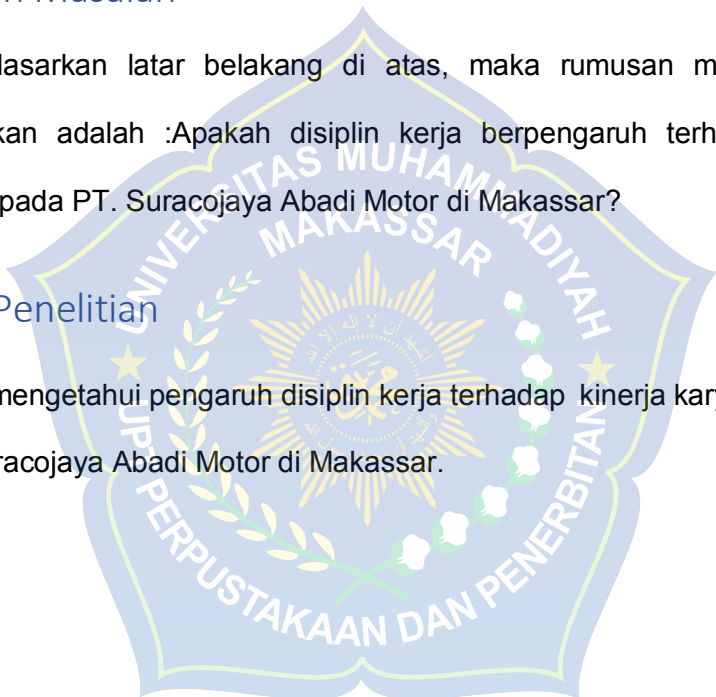 n Masalah
dasarkan latar belakang di atas, maka rumusan m
kan adalah :Apakah disiplin kerja berpengaruh terh
pada PT. Suracojaya Abadi Motor di Makassar?
Penelitian
mengetahui pengaruh disiplin kerja terhadap kinerja kary
racojaya Abadi Motor di Makassar.
UNIVERSITAS MUHAMMADIYAH
MAKASSAR
UPT PERPUSTAKAAN DAN PENERBITAN